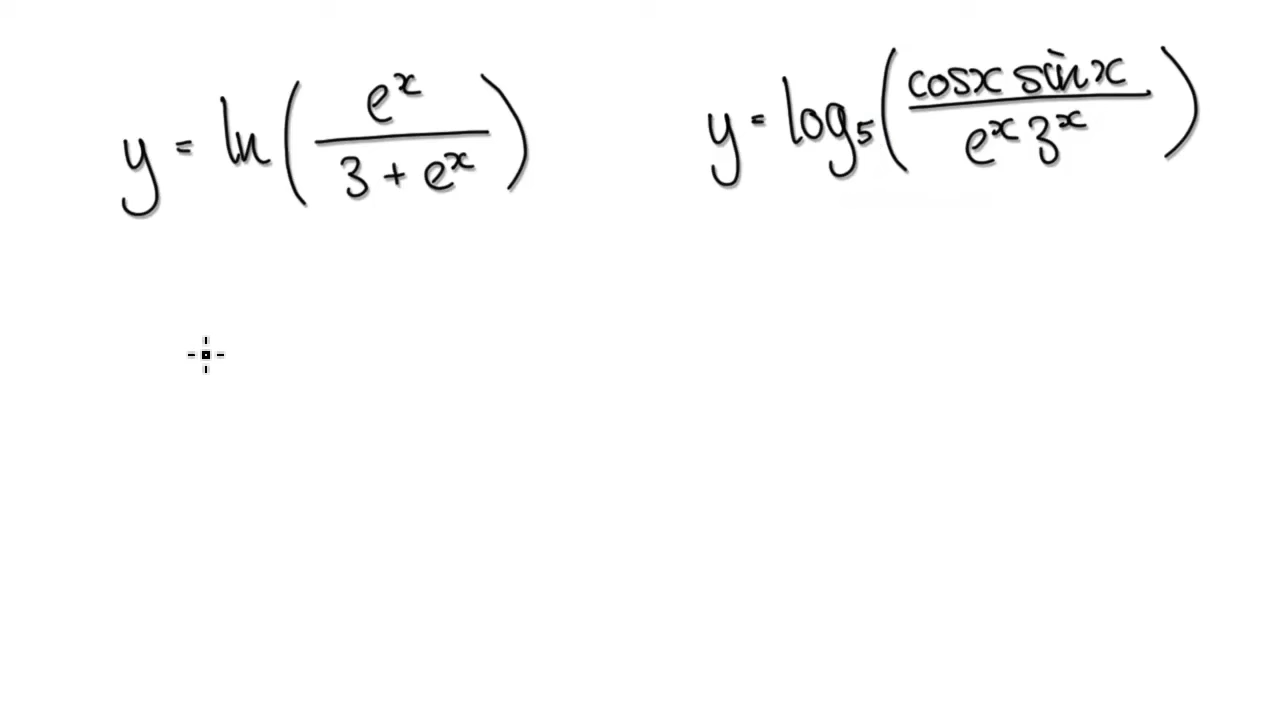 y = ln(e^x / (3 + e^x))
y = log₅(cosx sinx / (e^x 3^x))